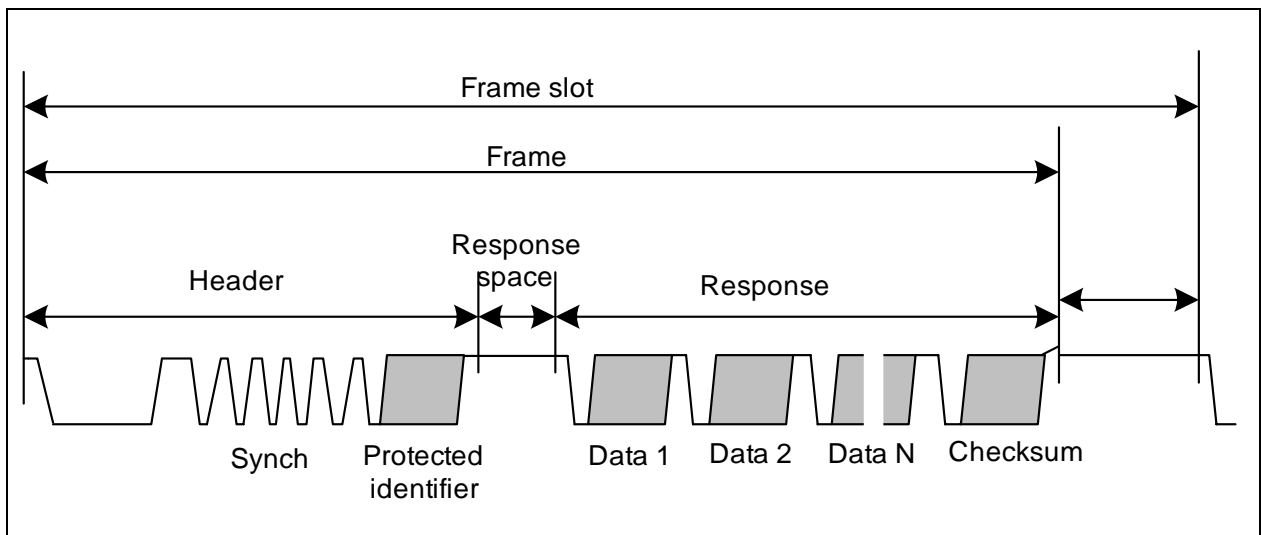 Frame slot
Frame
Response
space
Header
Response
Synch
Protected
identifier
Data 1
Data 2
Data N
Checksum